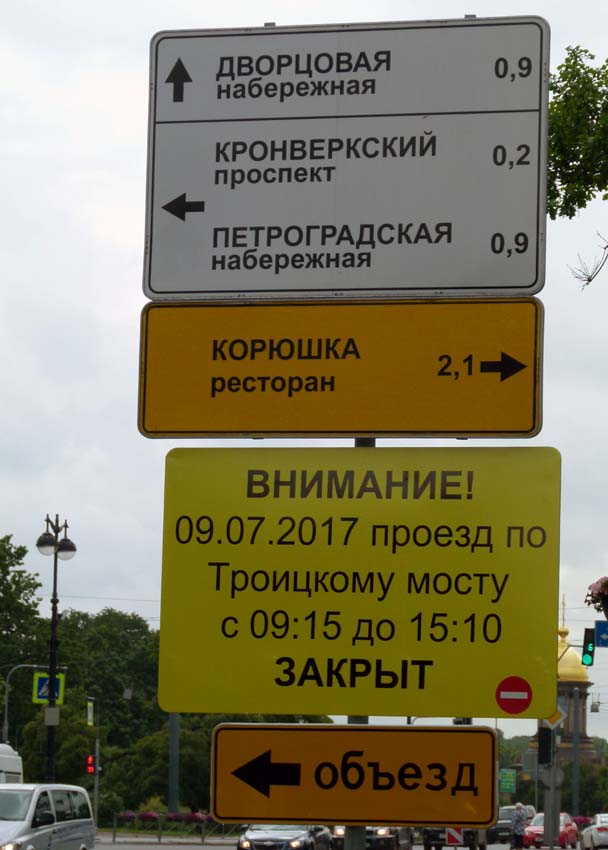 ДВОРЦОВАЯ 0,9
набережная
КРОНВЕРКСКИЙ 0,2
проспект
ПЕТРОГРАДСКАЯ 0,9
набережная
КОРЮШКА
ресторан 2,1
ВНИМАНИЕ!
09.07.2017 проезд по
Троицкому мосту
с 09:15 до 15:10
ЗАКРЫТ
объезд